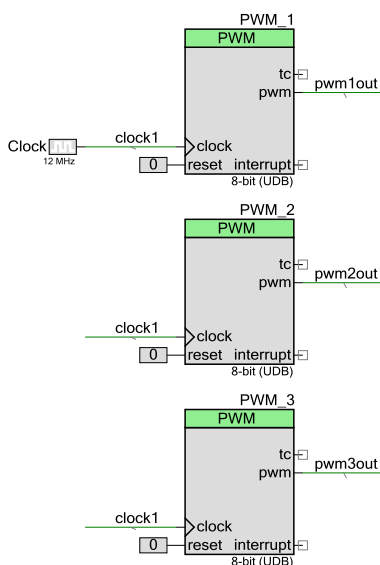 PWM_1
PWM
tc
pwm pwm1out
Clock clock1 clock
12 MHz
0 reset interrupt
8-bit (UDB)
PWM_2
PWM
tc
pwm pwm2out
clock1 clock
0 reset interrupt
8-bit (UDB)
PWM_3
PWM
tc
pwm pwm3out
clock1 clock
0 reset interrupt
8-bit (UDB)